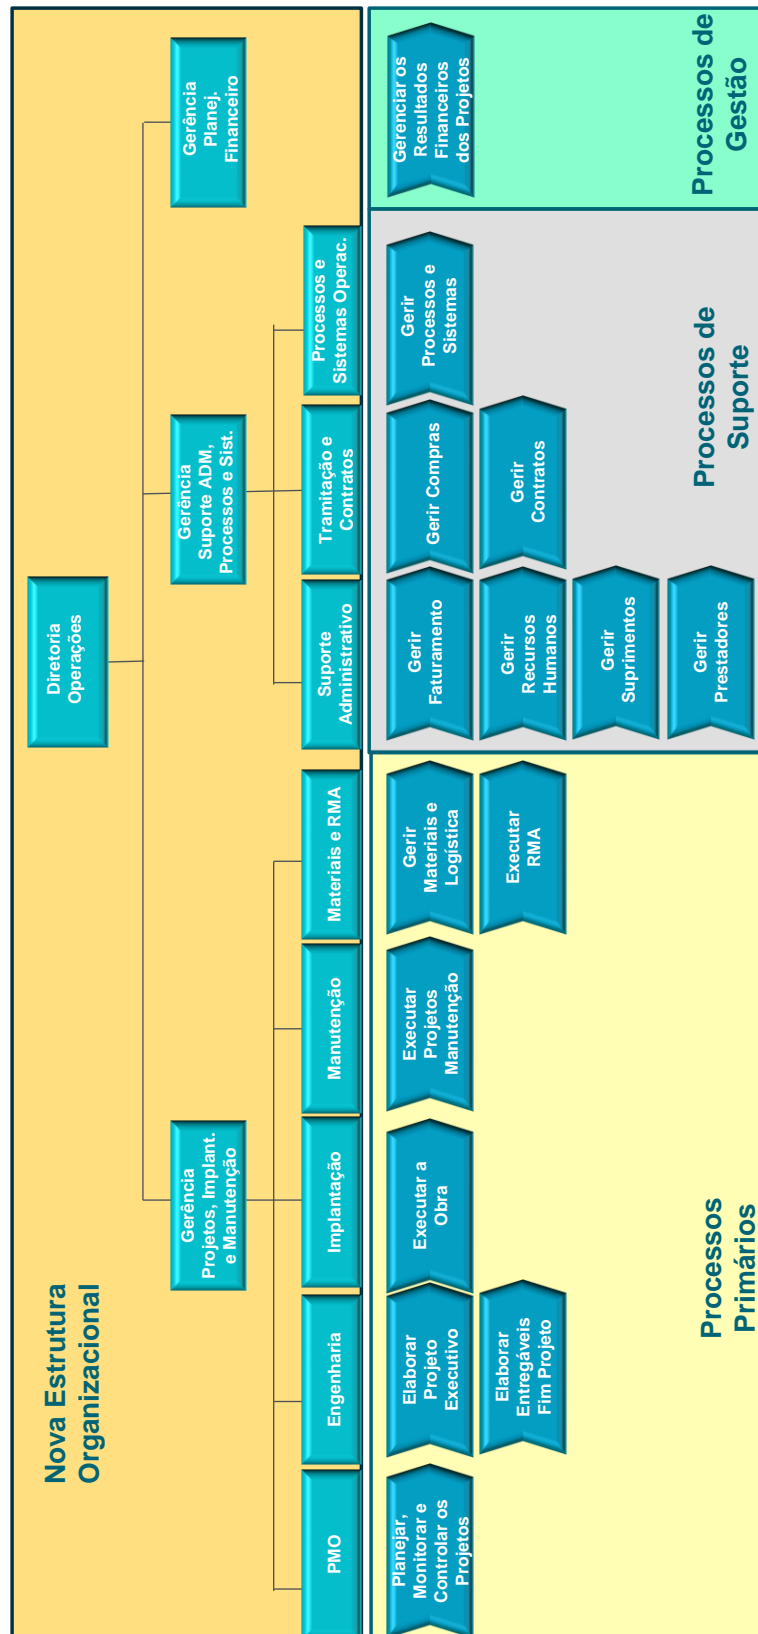 Nova Estrutura
Organizacional
Diretoria
Operações
Gerência
Projetos, Implant.
e Manutenção
Gerência
Suporte ADM,
Processos e Sist.
Gerência
Planej.
Financeiro
PMO
Engenharia
Implantação
Manutenção
Materiais e RMA
Suporte
Administrativo
Tramitação e
Contratos
Processos e
Sistemas Operac.
Planejar,
Monitorar e
Controlar os
Projetos
Elaborar
Projeto
Executivo
Executar a
Obra
Executar
Projetos
Manutenção
Gerir
Materiais e
Logística
Gerir
Faturamento
Gerir Compras
Gerir
Processos e
Sistemas
Gerenciar os
Resultados
Financeiros
dos Projetos
Elaborar
Entregáveis
Fim Projeto
Executar
RMA
Gerir
Recursos
Humanos
Gerir
Contratos
Gerir
Suprimentos
Gerir
Prestadores
Processos
Primários
Processos de
Suporte
Processos de
Gestão